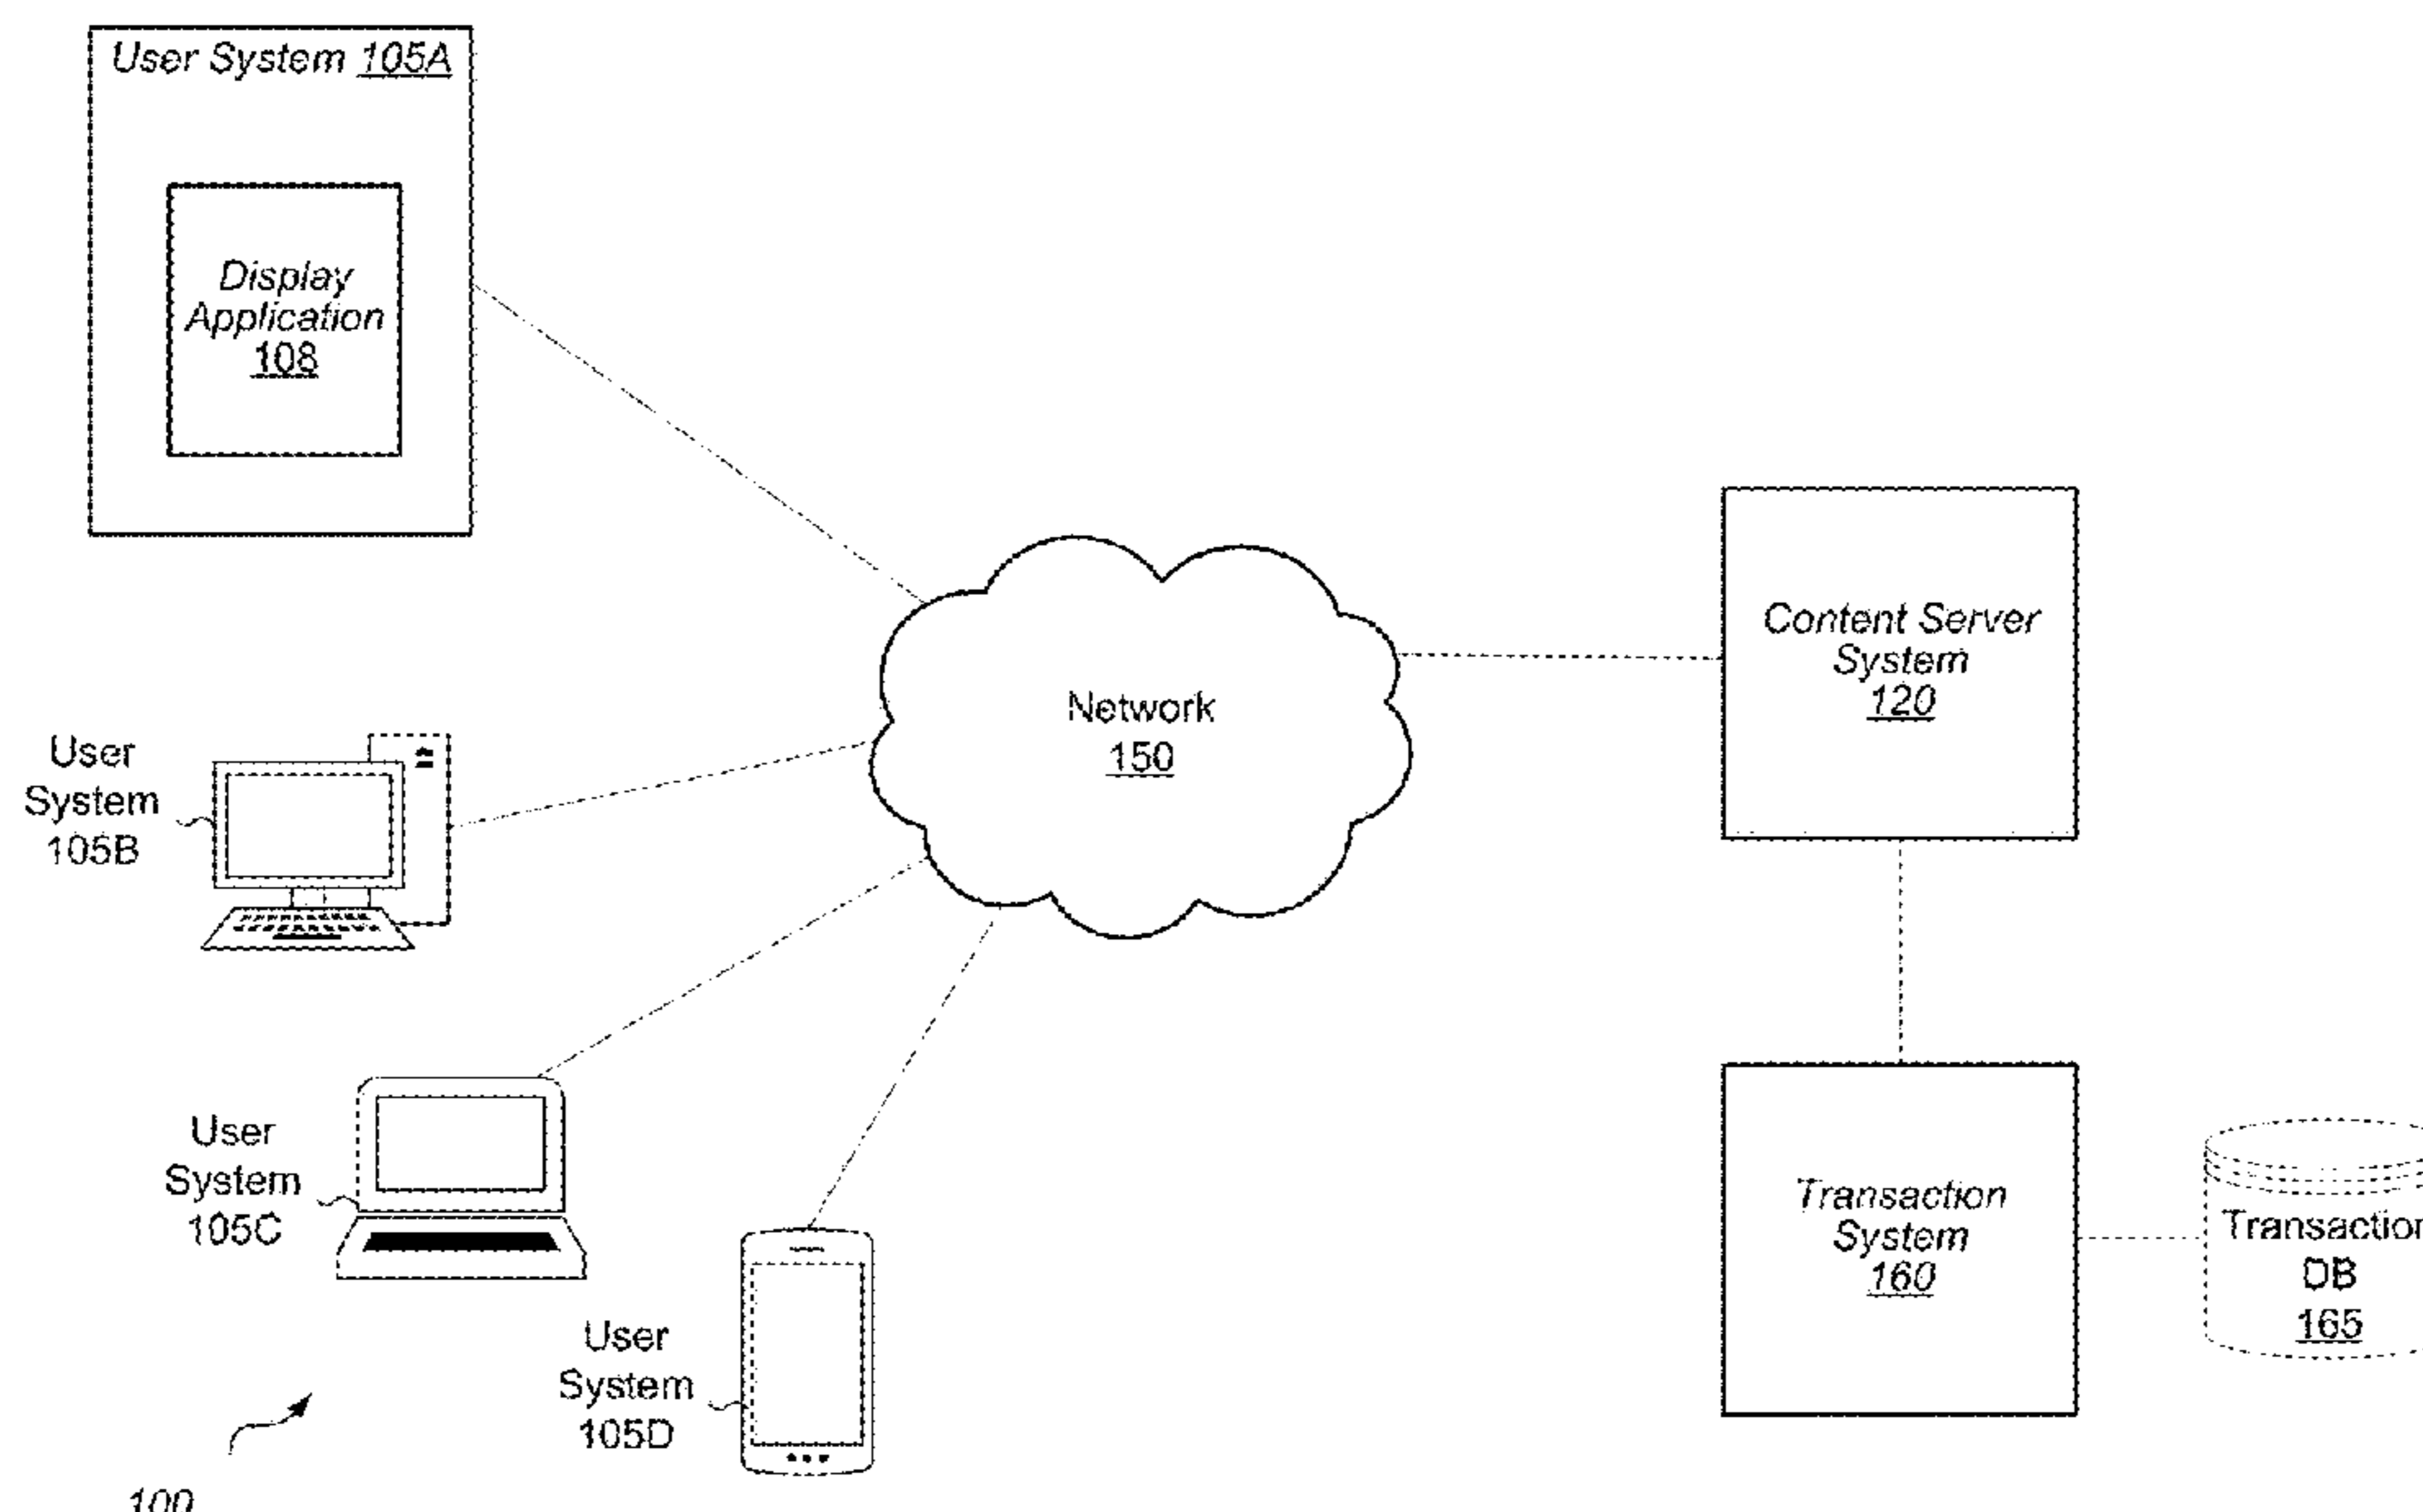 User System 105A
Display
Application
108
Network
150
Content Server
System
120
User
System
105B
User
System
105C
User
System
105D
Transaction
System
160
Transaction
DB
165
100